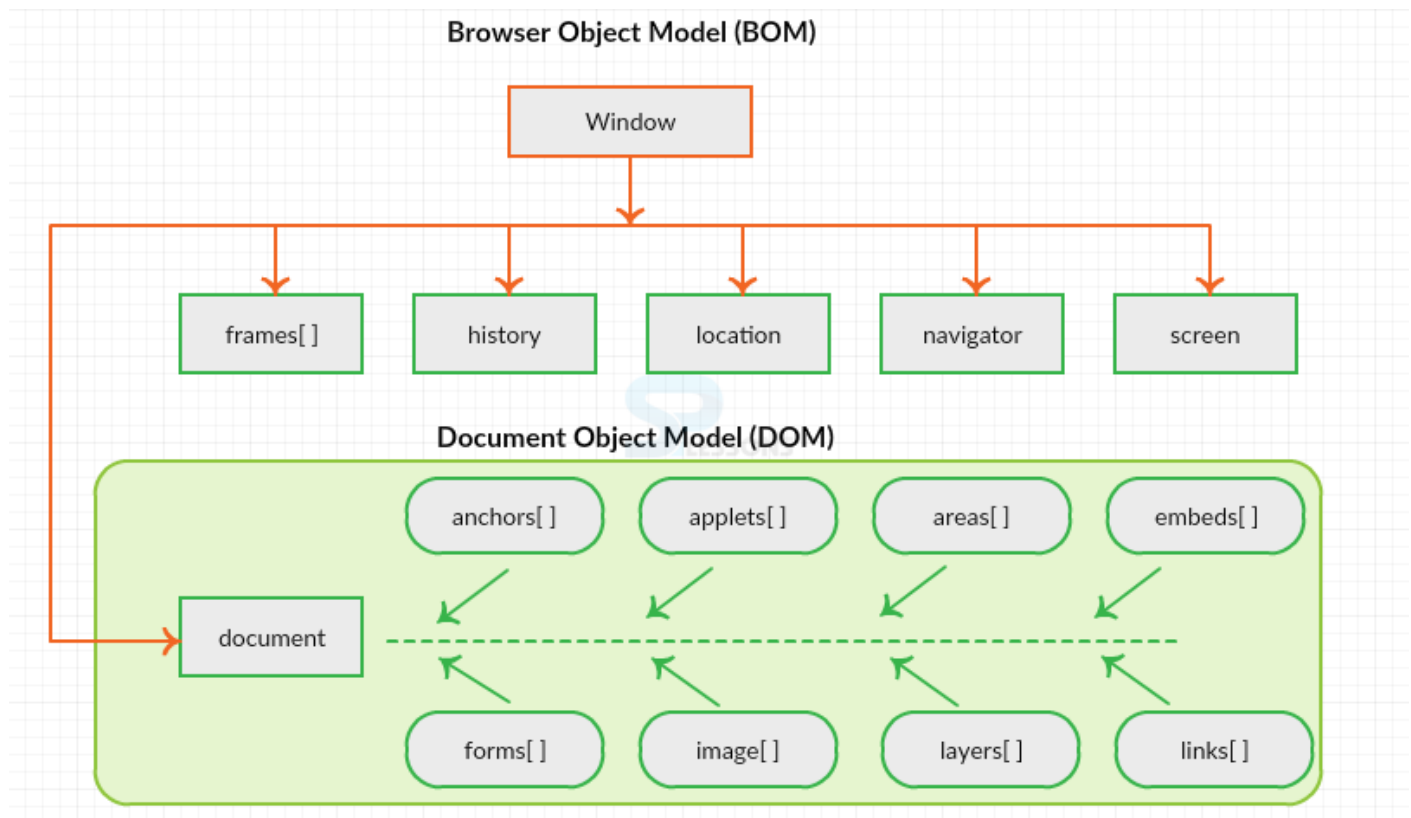 Browser Object Model (BOM)
Window
frames[ ]
history
location
navigator
screen
Document Object Model (DOM)
LESSONS
anchors[ ]
applets[ ]
areas[ ]
embeds[ ]
document
forms[ ]
image[ ]
layers[ ]
links[ ]